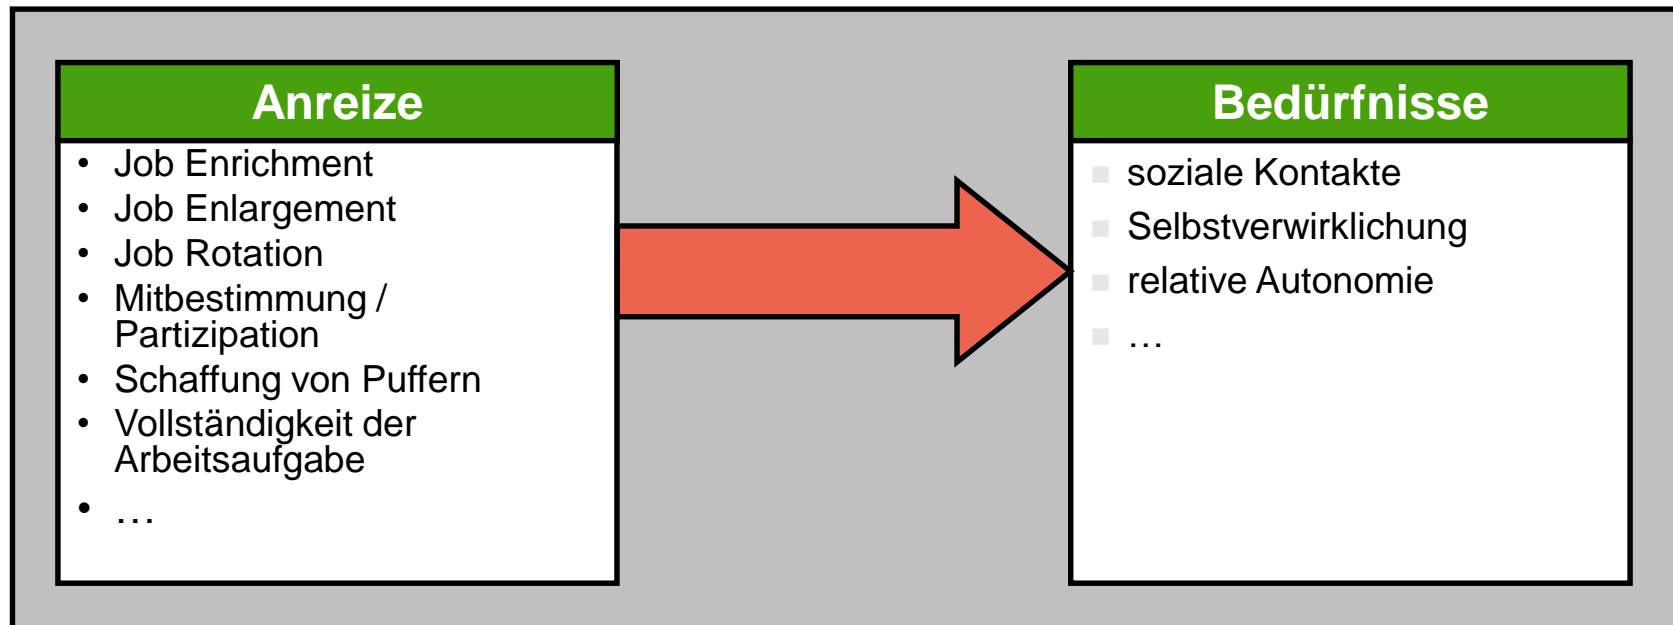 Anreize
• Job Enrichment
• Job Enlargement
• Job Rotation
• Mitbestimmung /
Partizipation
• Schaffung von Puffern
• Vollständigkeit der
Arbeitsaufgabe
• …
Bedürfnisse
■ soziale Kontakte
■ Selbstverwirklichung
■ relative Autonomie
■ …